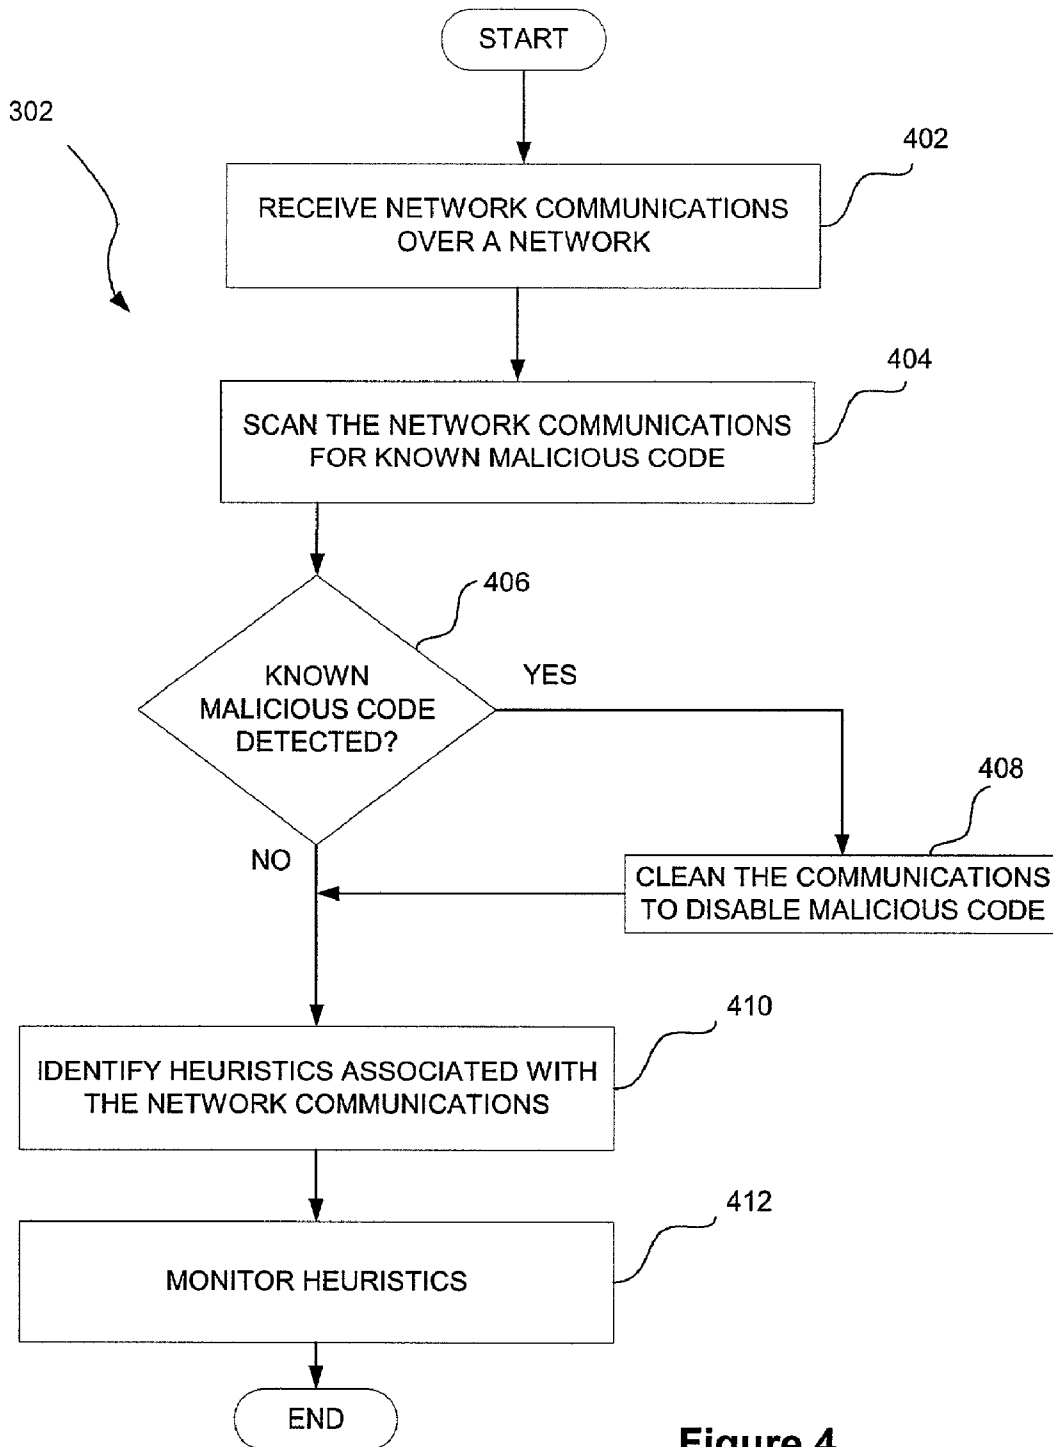 START
302
402
RECEIVE NETWORK COMMUNICATIONS
OVER A NETWORK
404
SCAN THE NETWORK COMMUNICATIONS
FOR KNOWN MALICIOUS CODE
406
KNOWN
MALICIOUS CODE
DETECTED?
YES
408
NO
CLEAN THE COMMUNICATIONS
TO DISABLE MALICIOUS CODE
410
IDENTIFY HEURISTICS ASSOCIATED WITH
THE NETWORK COMMUNICATIONS
412
MONITOR HEURISTICS
END
Figure 4